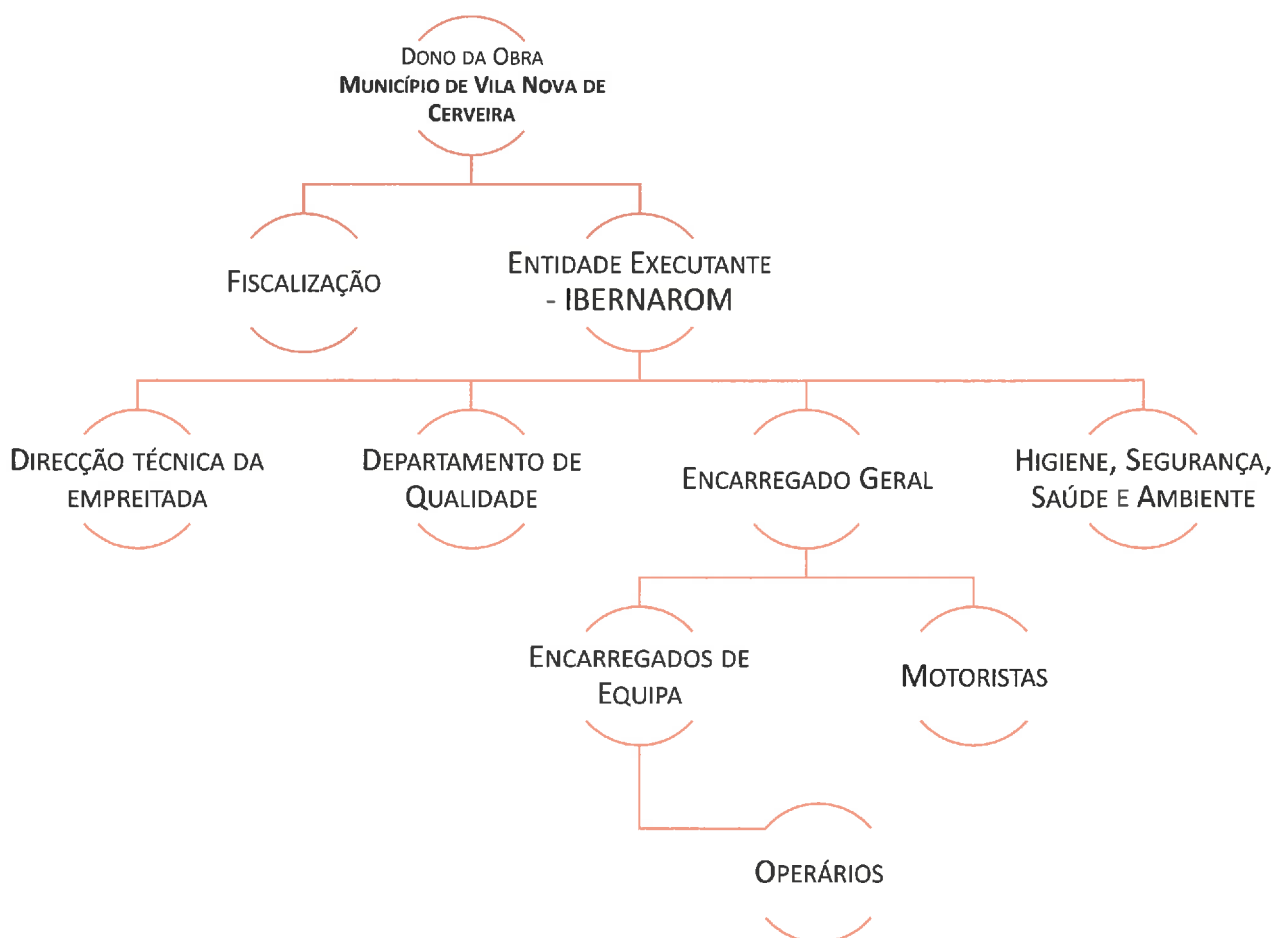 Dono da Obra
Município de Vila Nova de
Cerveira
Fiscalização
Entidade Executante
- IBERNAROM
Direcção técnica da
empreitada
Departamento de
Qualidade
Encarregado Geral
Higiene, Segurança,
Saúde e Ambiente
Encarregados de
Equipa
Motoristas
Operários